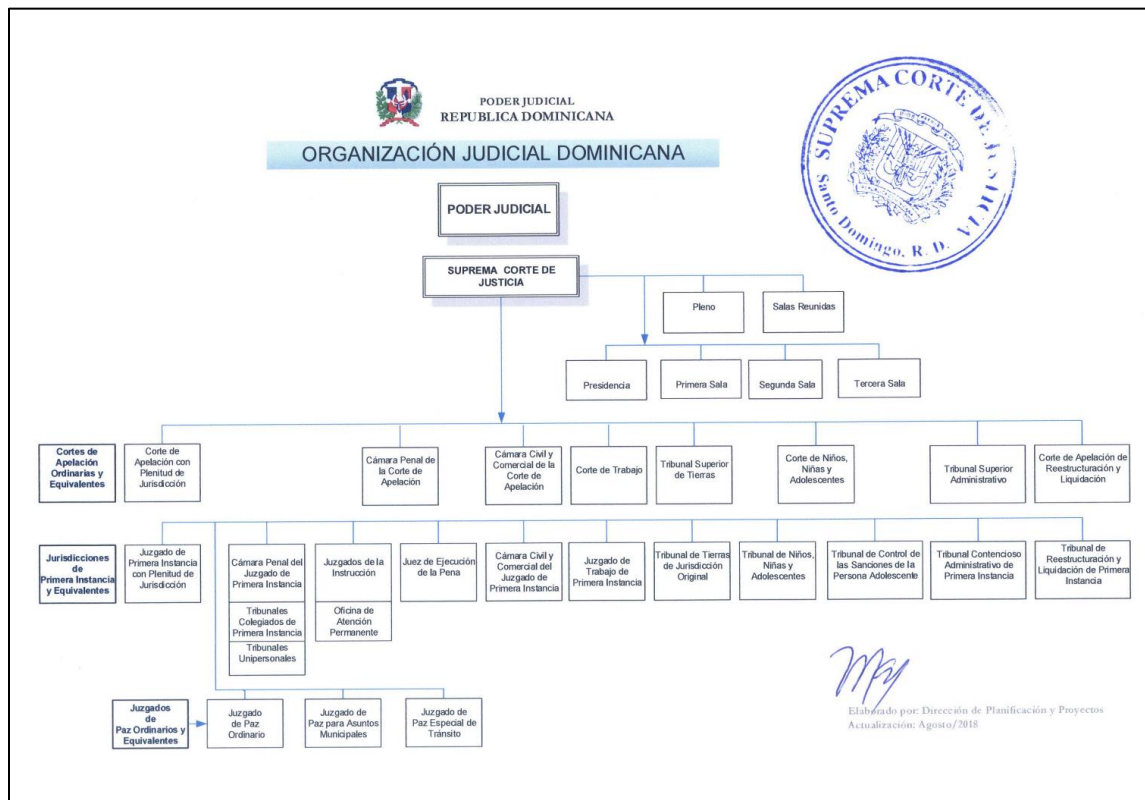 PODER JUDICIAL
REPUBLICA DOMINICANA
ORGANIZACIÓN JUDICIAL DOMINICANA
SUPREMA CORTE DE JUSTICIA
Santo Domingo, R. D.
PODER JUDICIAL
SUPREMA CORTE DE
JUSTICIA
Pleno
Salas Reunidas
Presidencia
Primera Sala
Segunda Sala
Tercera Sala
Cortes de
Apelación
Ordinarias y
Equivalentes
Corte de
Apelación con
Plenitud de
Jurisdicción
Cámara Penal de
la Corte de
Apelación
Cámara Civil y
Comercial de la
Corte de
Apelación
Corte de Trabajo
Tribunal Superior
de Tierras
Corte de Niños,
Niñas y
Adolescentes
Tribunal Superior
Administrativo
Corte de Apelación de
Reestructuración y
Liquidación
Jurisdicciones
de
Primera Instancia
y Equivalentes
Juzgado de
Primera Instancia
con Plenitud de
Jurisdicción
Cámara Penal del
Juzgado de
Primera Instancia
Tribunales
Colegiados de
Primera Instancia
Tribunales
Unipersonales
Juzgados de la
Instrucción
Oficina de
Atención
Permanente
Juez de Ejecución
de la Pena
Cámara Civil y
Comercial del
Juzgado de
Primera Instancia
Juzgado de
Trabajo de
Primera Instancia
Tribunal de Tierras
de Jurisdicción
Original
Tribunal de Niños,
Niñas y
Adolescentes
Tribunal de Control de
las Sanciones de la
Persona Adolescente
Tribunal Contencioso
Administrativo de
Primera Instancia
Tribunal de
Reestructuración y
Liquidación de Primera
Instancia
Juzgados
de
Paz Ordinarios y
Equivalentes
Juzgado
de Paz
Ordinario
Juzgado de
Paz para Asuntos
Municipales
Juzgado de
Paz Especial de
Tránsito
Elaborado por: Dirección de Planificación y Proyectos
Actualización: Agosto/2018